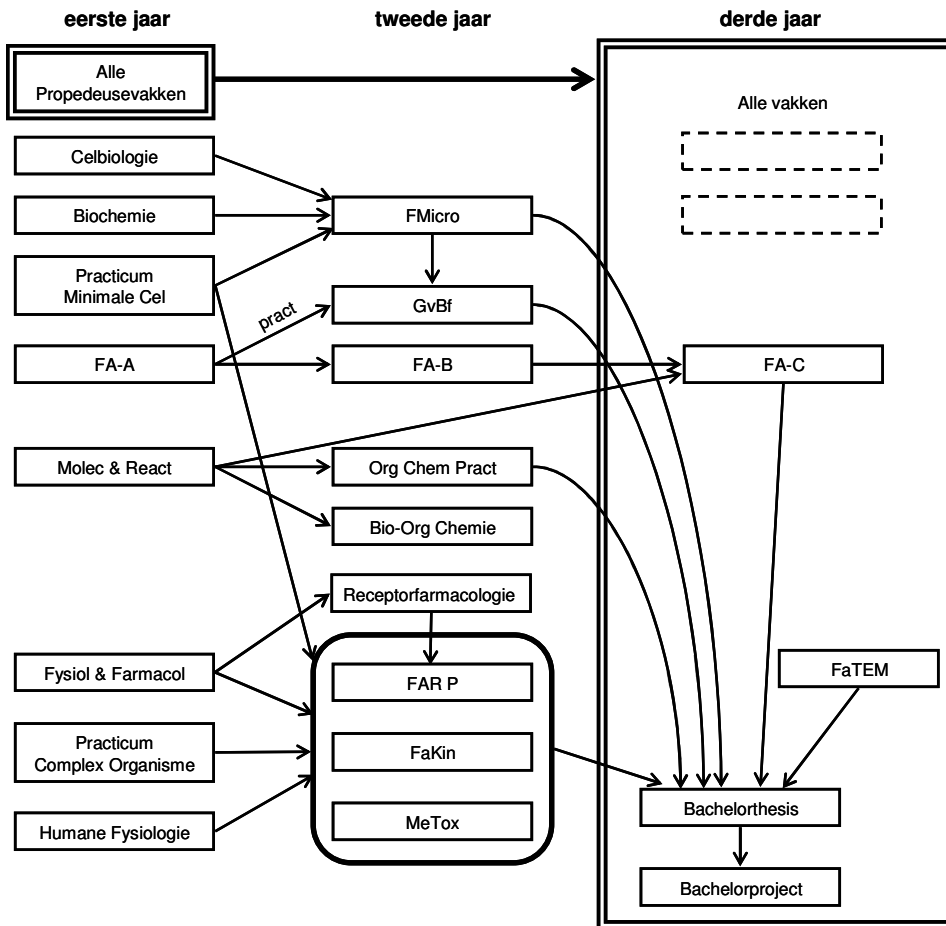 eerste jaar
tweede jaar
derde jaar
Alle
Propedeusevakken
Alle vakken
Celbiologie
Biochemie
FMicro
Practicum
Minimale Cel
GvBf
pract
FA-A
FA-B
FA-C
Molec & React
Org Chem Pract
Bio-Org Chemie
Receptorfarmacologie
Fysiol & Farmacol
FAR P
FaTEM
Practicum
Complex Organisme
FaKin
Humane Fysiologie
MeTox
Bachelorthesis
Bachelorproject